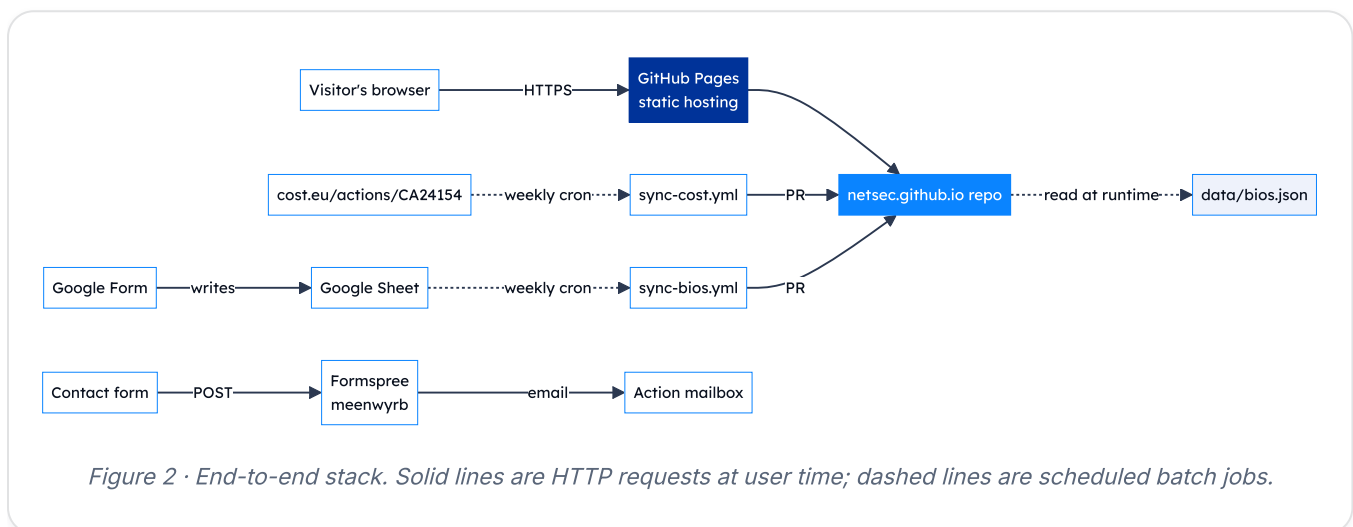 Visitor's browser
HTTPS
GitHub Pages
static hosting
cost.eu/actions/CA24154
weekly cron
sync-cost.yml
PR
netsec.github.io repo
read at runtime
data/bios.json
Google Form
writes
Google Sheet
weekly cron
sync-bios.yml
PR
Contact form
POST
Formspree
meenwyrb
email
Action mailbox
Figure 2 · End-to-end stack. Solid lines are HTTP requests at user time; dashed lines are scheduled batch jobs.